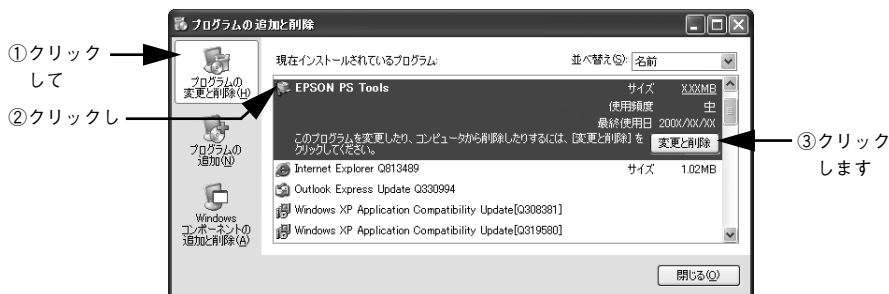 プログラムの追加と削除
①クリック
して
②クリックし
プログラムの
変更と削除(H)
プログラムの
追加(N)
Windows
コンポーネントの
追加と削除(A)
現在インストールされているプログラム:
並べ替え(S): 名前
EPSON PS Tools
サイズ XXXMB
使用頻度 中
最終使用日 200X/XX/XX
このプログラムを変更したり、コンピュータから削除したりするには、[変更と削除] を
クリックしてください。
変更と削除
③クリック
します
Internet Explorer Q813489 サイズ 1.02MB
Outlook Express Update Q330994
Windows XP Application Compatibility Update[Q308381]
Windows XP Application Compatibility Update[Q319580]
閉じる(O)